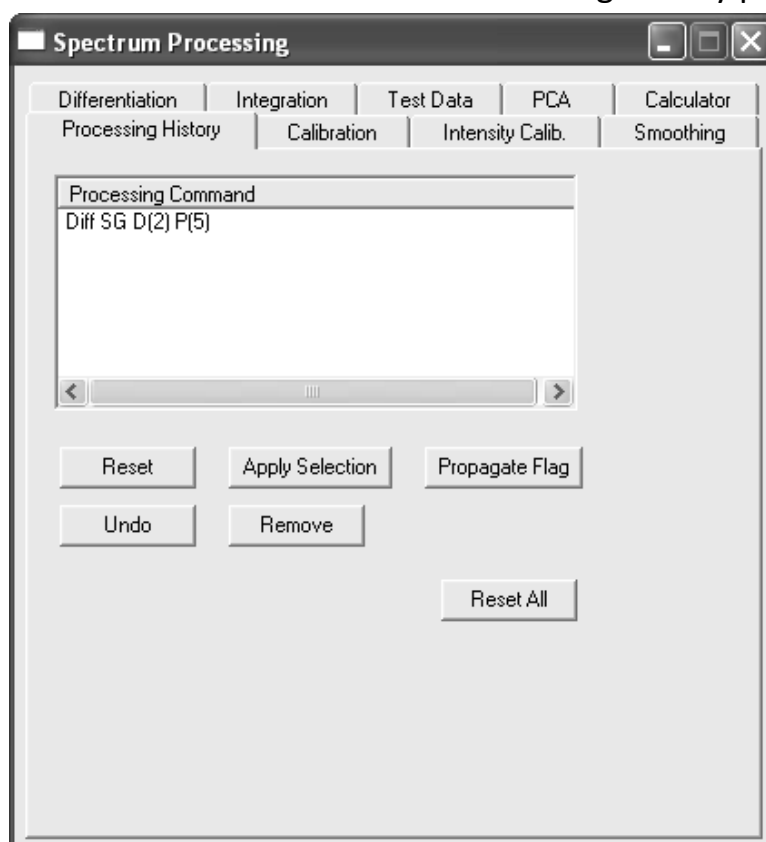 Spectrum Processing
Differentiation Integration Test Data PCA Calculator
Processing History Calibration Intensity Calib. Smoothing
Processing Command
Diff SG D(2) P(5)
Reset Apply Selection Propagate Flag
Undo Remove
Reset All